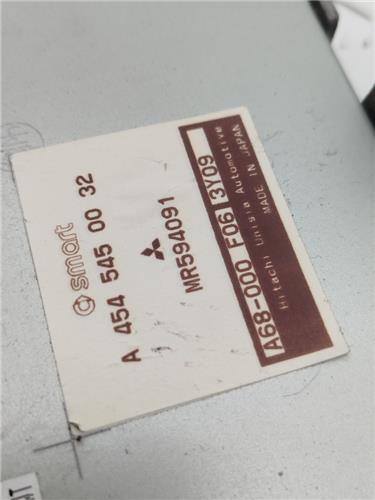 smart
A 454 545 00 32
MR594091
A68-000 F06 3Y09
Hitachi Unisia Automotive
MADE IN JAPAN